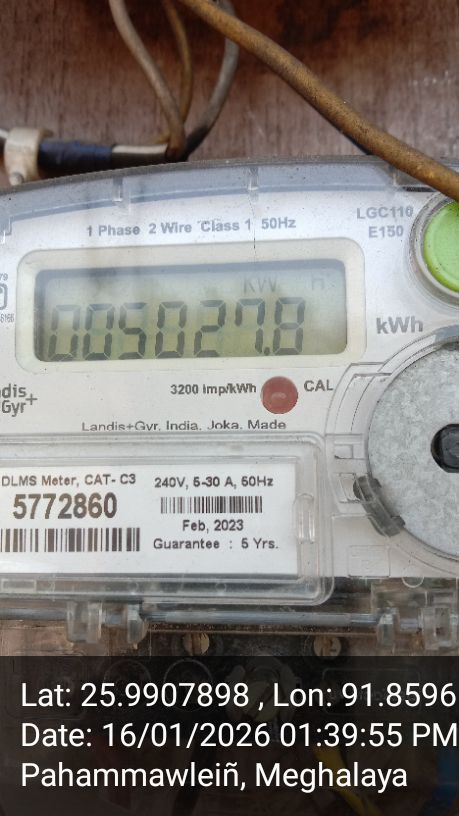 LGC110
E150
1 Phase 2 Wire Class 1 50Hz
KW H
005027.8
kWh
3200 imp/kWh
CAL
Gyr+
Landis+Gyr, India, Joka, Made
DLMS Meter, CAT- C3
5772860
240V, 5-30 A, 50Hz
Feb, 2023
Guarantee : 5 Yrs.
Lat: 25.9907898 , Lon: 91.8596
Date: 16/01/2026 01:39:55 PM
Pahammawleiñ, Meghalaya